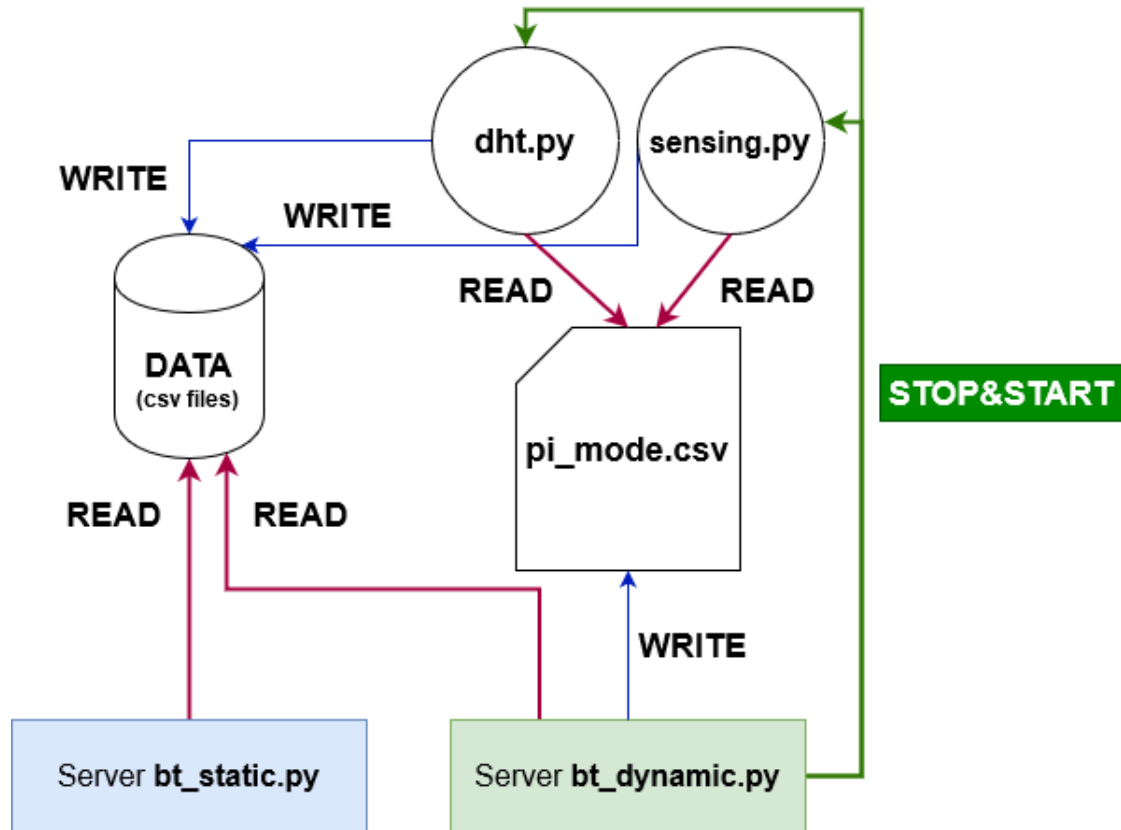 dht.py
sensing.py
WRITE
WRITE
READ
READ
DATA
(csv files)
STOP&START
pi_mode.csv
READ
READ
WRITE
Server bt_static.py
Server bt_dynamic.py